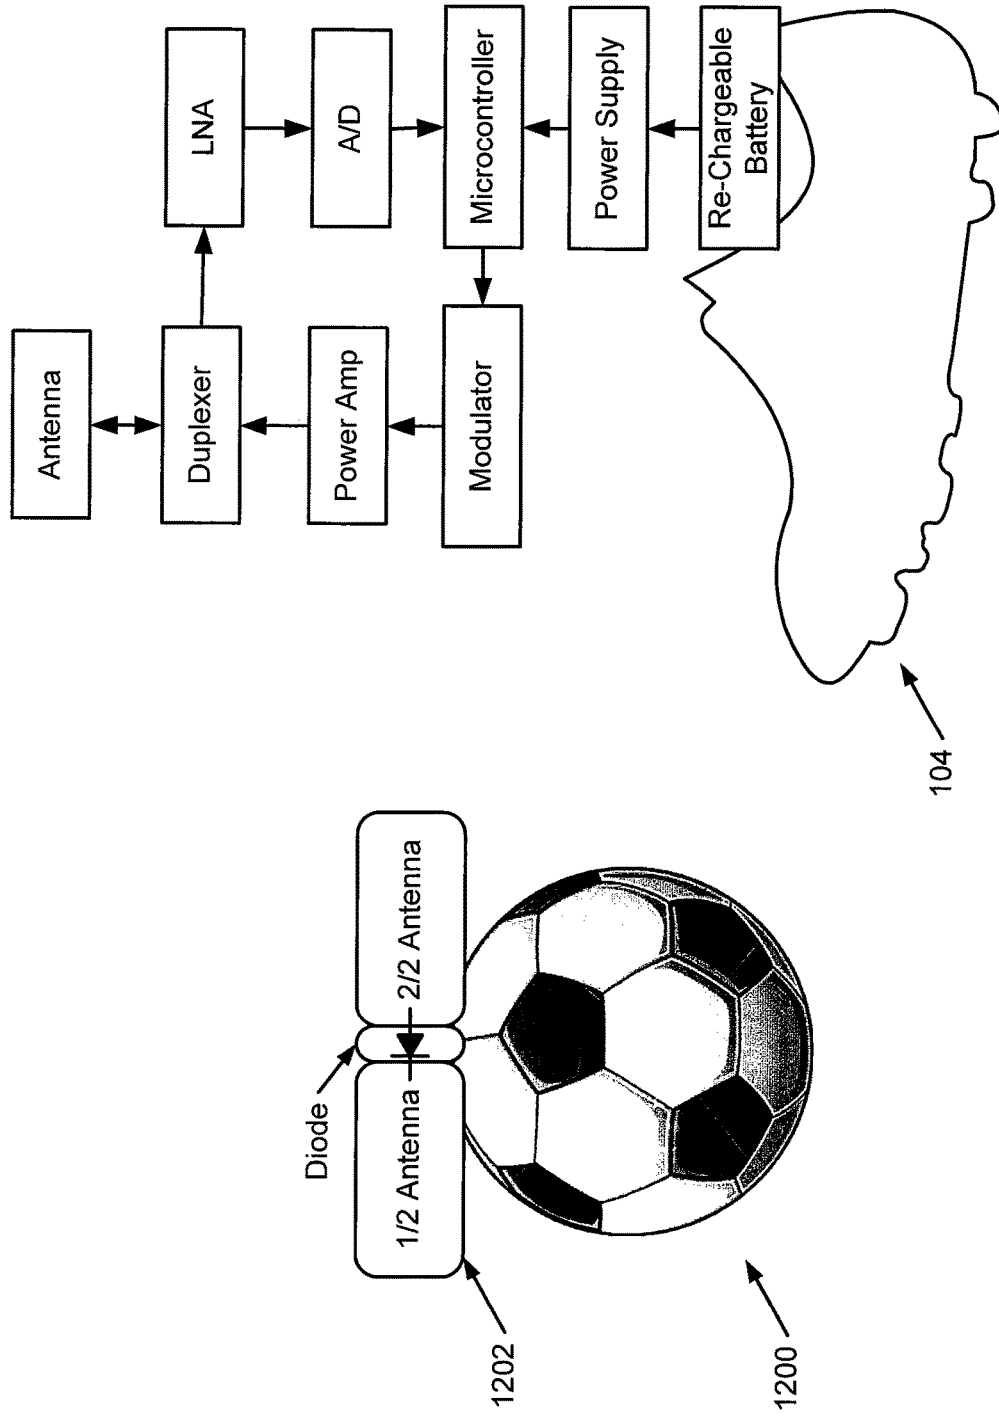 Antenna
Duplexer
LNA
Power Amp
A/D
Modulator
Microcontroller
Power Supply
Re-Chargeable
Battery
104
Diode
1/2 Antenna
2/2 Antenna
1202
1200